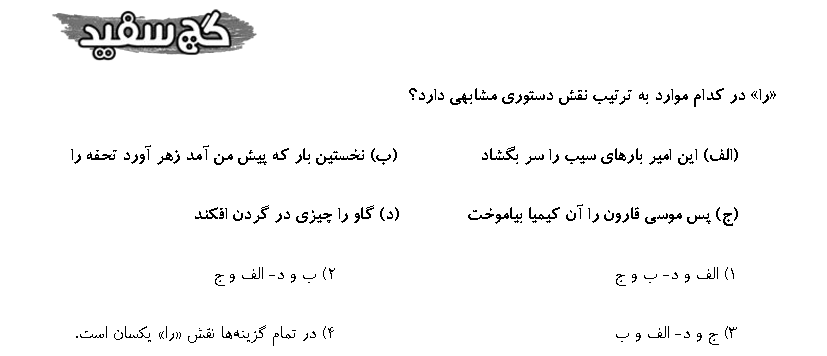 گچ سفید
«را» در کدام موارد به ترتیب نقش دستوری مشابهی دارد؟
(الف) این امیر بارهای سیب را سر بگشاد (ب) نخستین بار که پیش من آمد زهر آورد تحفه را
(ج) پس موسی قارون را آن کیمیا بیاموخت (د) گاو را چیزی در گردن افکند
۱) الف و د- ب و ج ۲) ب و د- الف و ج
۳) ج و د- الف و ب ۴) در تمام گزینه‌ها نقش «را» یکسان است.